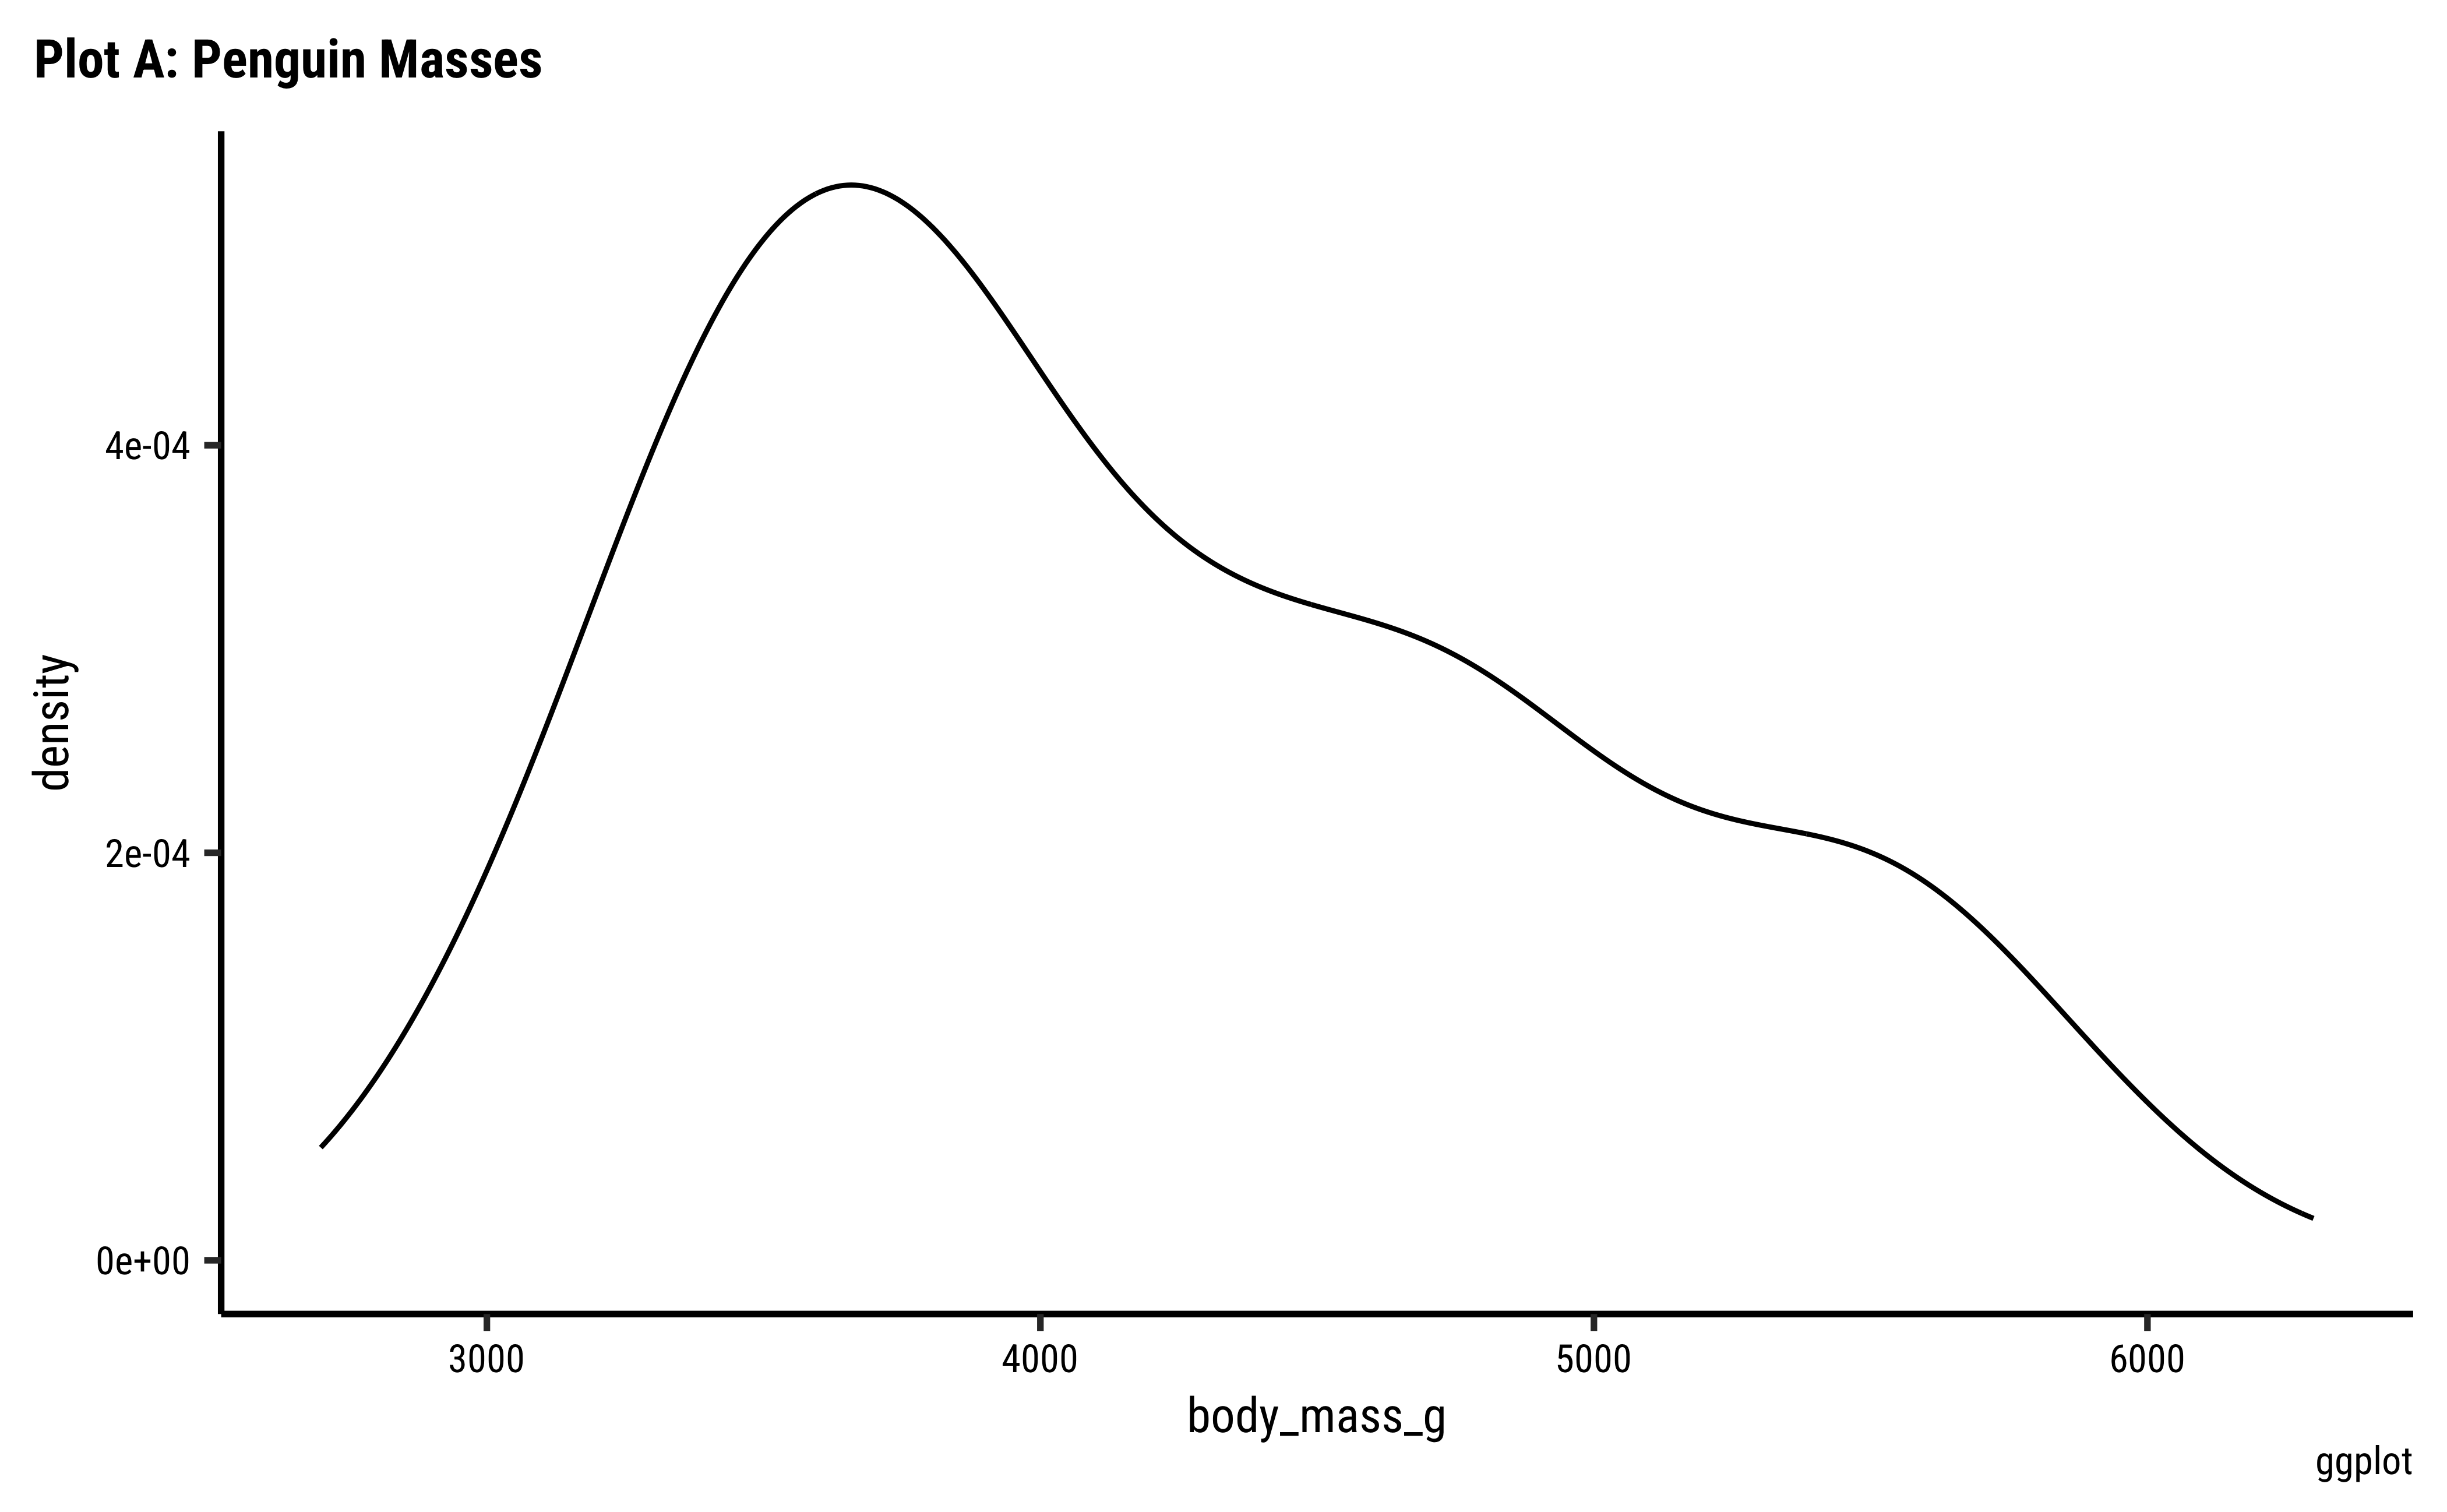 Plot A: Penguin Masses
density
4e-04
2e-04
0e+00
3000 4000 5000 6000
body_mass_g
ggplot